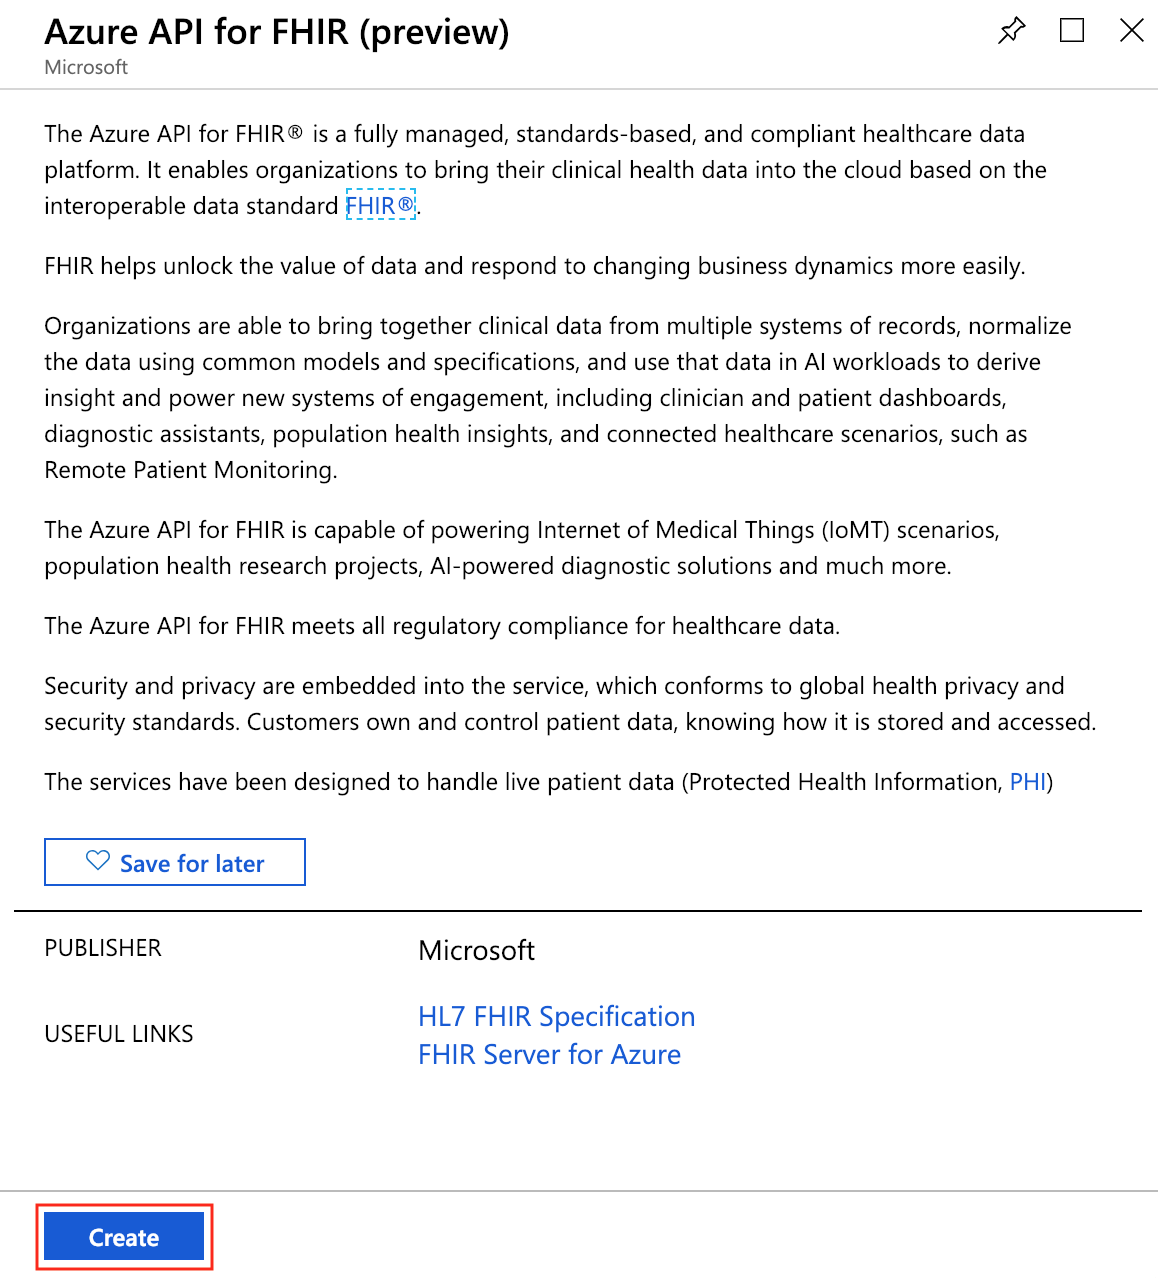 Azure API for FHIR (preview)
Microsoft
The Azure API for FHIR® is a fully managed, standards-based, and compliant healthcare data
platform. It enables organizations to bring their clinical health data into the cloud based on the
interoperable data standard FHIR®.
FHIR helps unlock the value of data and respond to changing business dynamics more easily.
Organizations are able to bring together clinical data from multiple systems of records, normalize
the data using common models and specifications, and use that data in AI workloads to derive
insight and power new systems of engagement, including clinician and patient dashboards,
diagnostic assistants, population health insights, and connected healthcare scenarios, such as
Remote Patient Monitoring.
The Azure API for FHIR is capable of powering Internet of Medical Things (IoMT) scenarios,
population health research projects, AI-powered diagnostic solutions and much more.
The Azure API for FHIR meets all regulatory compliance for healthcare data.
Security and privacy are embedded into the service, which conforms to global health privacy and
security standards. Customers own and control patient data, knowing how it is stored and accessed.
The services have been designed to handle live patient data (Protected Health Information, PHI)
Save for later
PUBLISHER
Microsoft
USEFUL LINKS
HL7 FHIR Specification
FHIR Server for Azure
Create